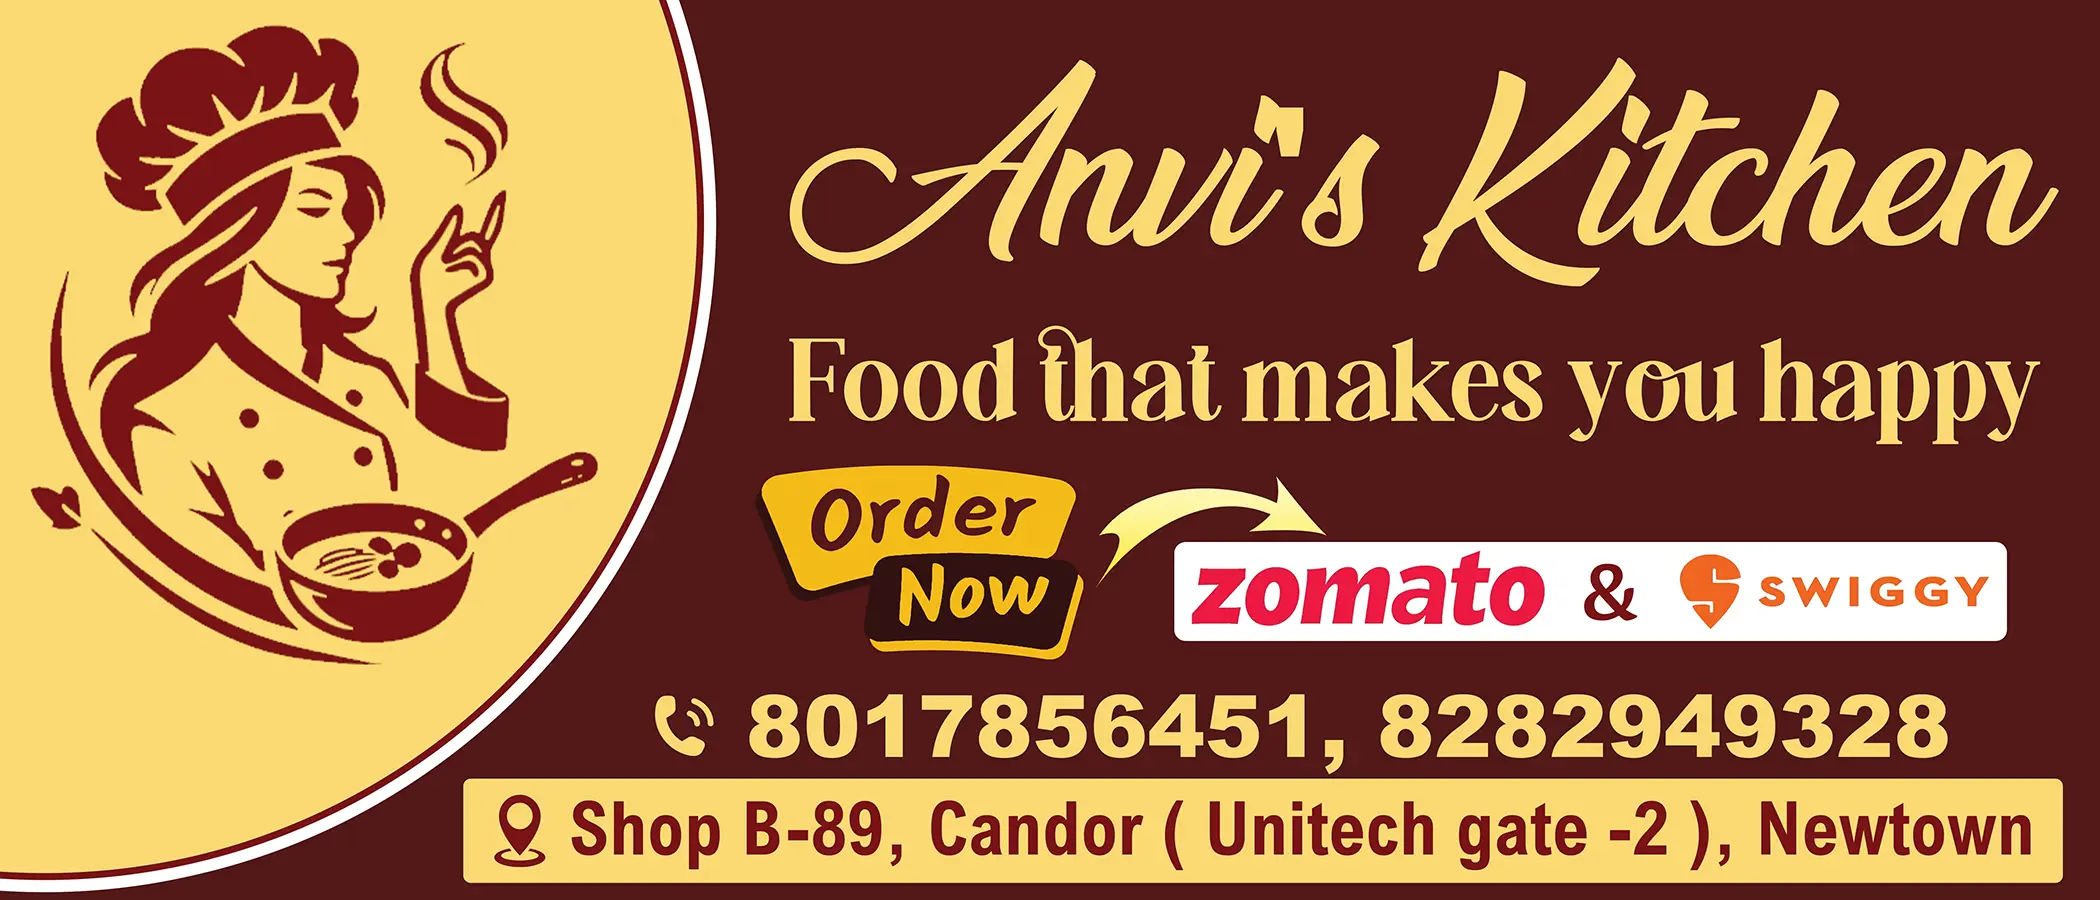 Anvi's Kitchen
Food that makes you happy
Order
Now
zomato & SWIGGY
8017856451, 8282949328
Shop B-89, Candor ( Unitech gate -2 ), Newtown